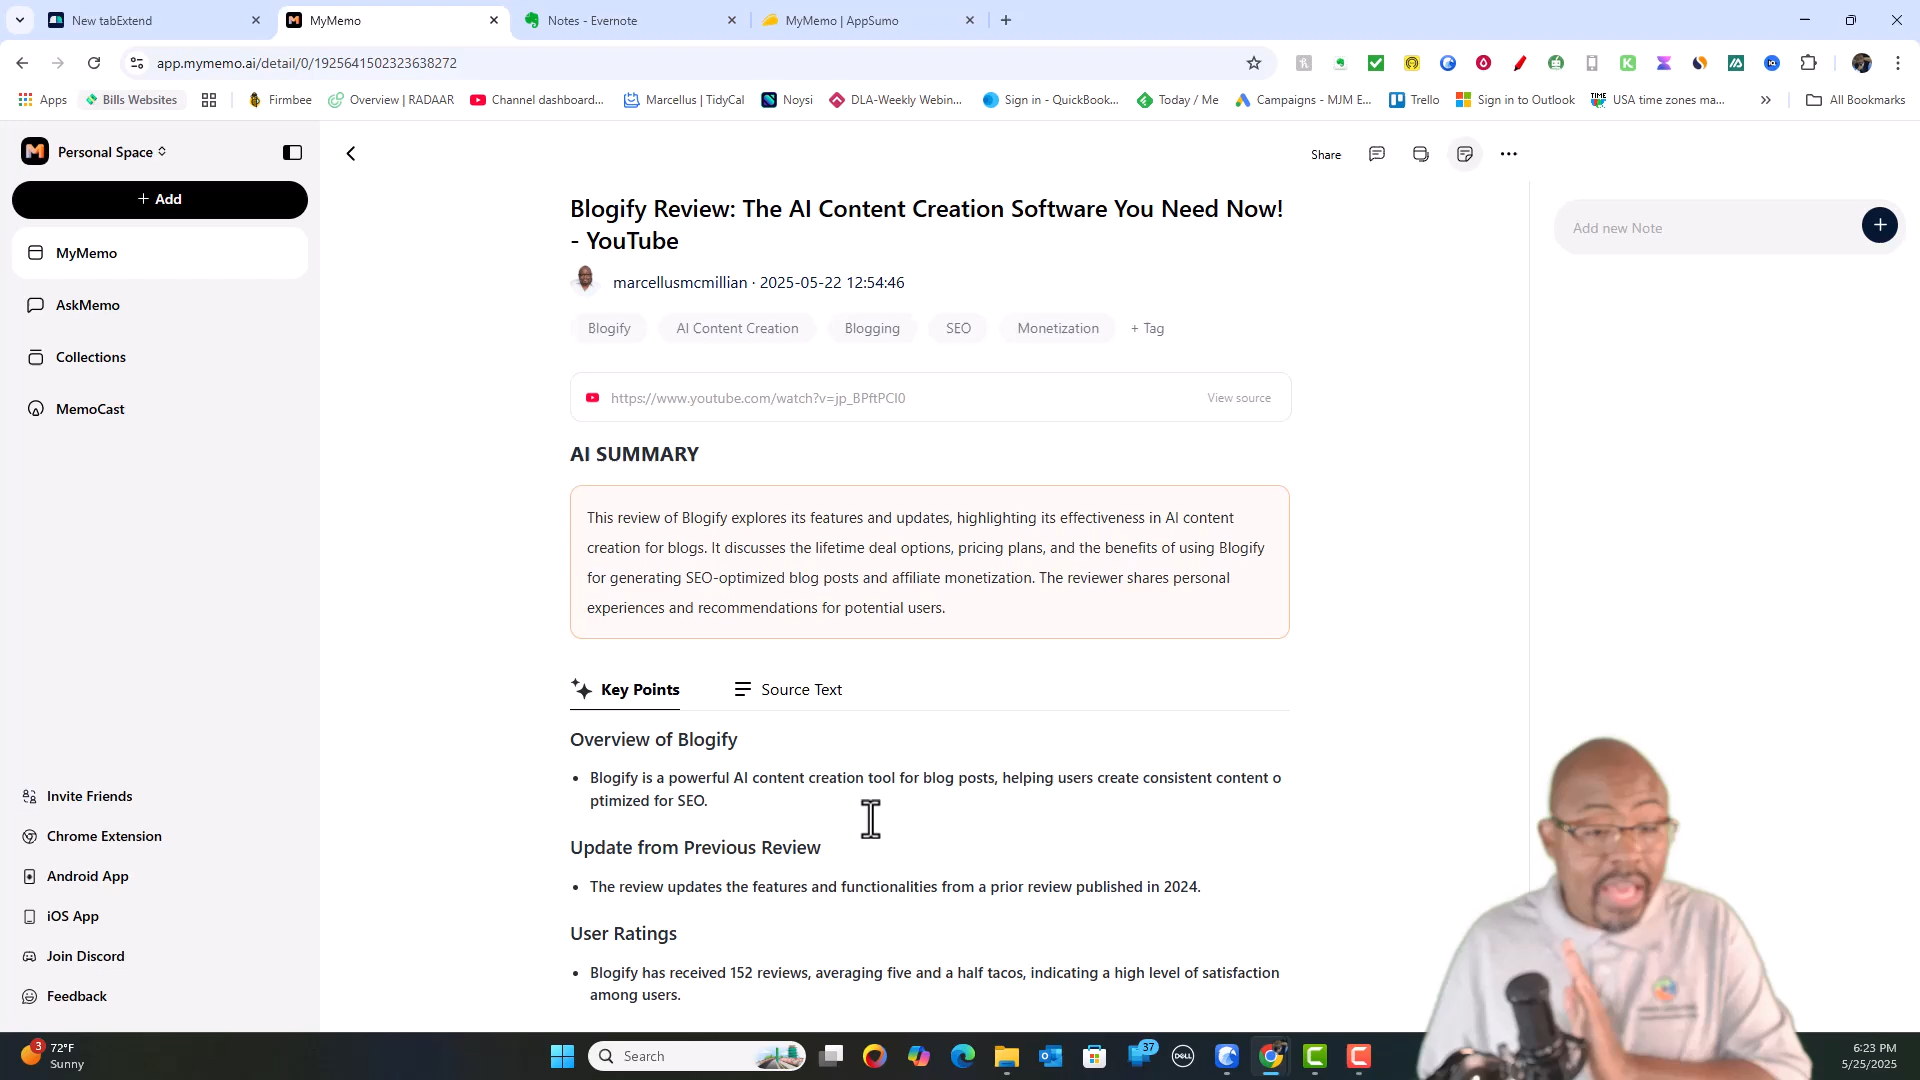 New tabExtend
MyMemo
Notes - Evernote
MyMemo | AppSumo
app.mymemo.ai/detail/0/1925641502323638272
Apps
Bills Websites
Firmbee
Overview | RADAAR
Channel dashboard...
Marcellus | TidyCal
Noysi
DLA-Weekly Webin...
Sign in - QuickBook...
Today / Me
Campaigns - MJM E...
Trello
Sign in to Outlook
USA time zones ma...
All Bookmarks
Personal Space
+ Add
MyMemo
AskMemo
Collections
MemoCast
Invite Friends
Chrome Extension
Android App
iOS App
Join Discord
Feedback
Share
Blogify Review: The AI Content Creation Software You Need Now!
- YouTube
marcellusmcmillian · 2025-05-22 12:54:46
Blogify
AI Content Creation
Blogging
SEO
Monetization
+ Tag
https://www.youtube.com/watch?v=jp_BPftPCI0
View source
AI SUMMARY
This review of Blogify explores its features and updates, highlighting its effectiveness in AI content
creation for blogs. It discusses the lifetime deal options, pricing plans, and the benefits of using Blogify
for generating SEO-optimized blog posts and affiliate monetization. The reviewer shares personal
experiences and recommendations for potential users.
Key Points
Source Text
Overview of Blogify
• Blogify is a powerful AI content creation tool for blog posts, helping users create consistent content o
ptimized for SEO.
Update from Previous Review
• The review updates the features and functionalities from a prior review published in 2024.
User Ratings
• Blogify has received 152 reviews, averaging five and a half tacos, indicating a high level of satisfaction
among users.
Add new Note
3
72°F
Sunny
Search
37
DELL
6:23 PM
5/25/2025